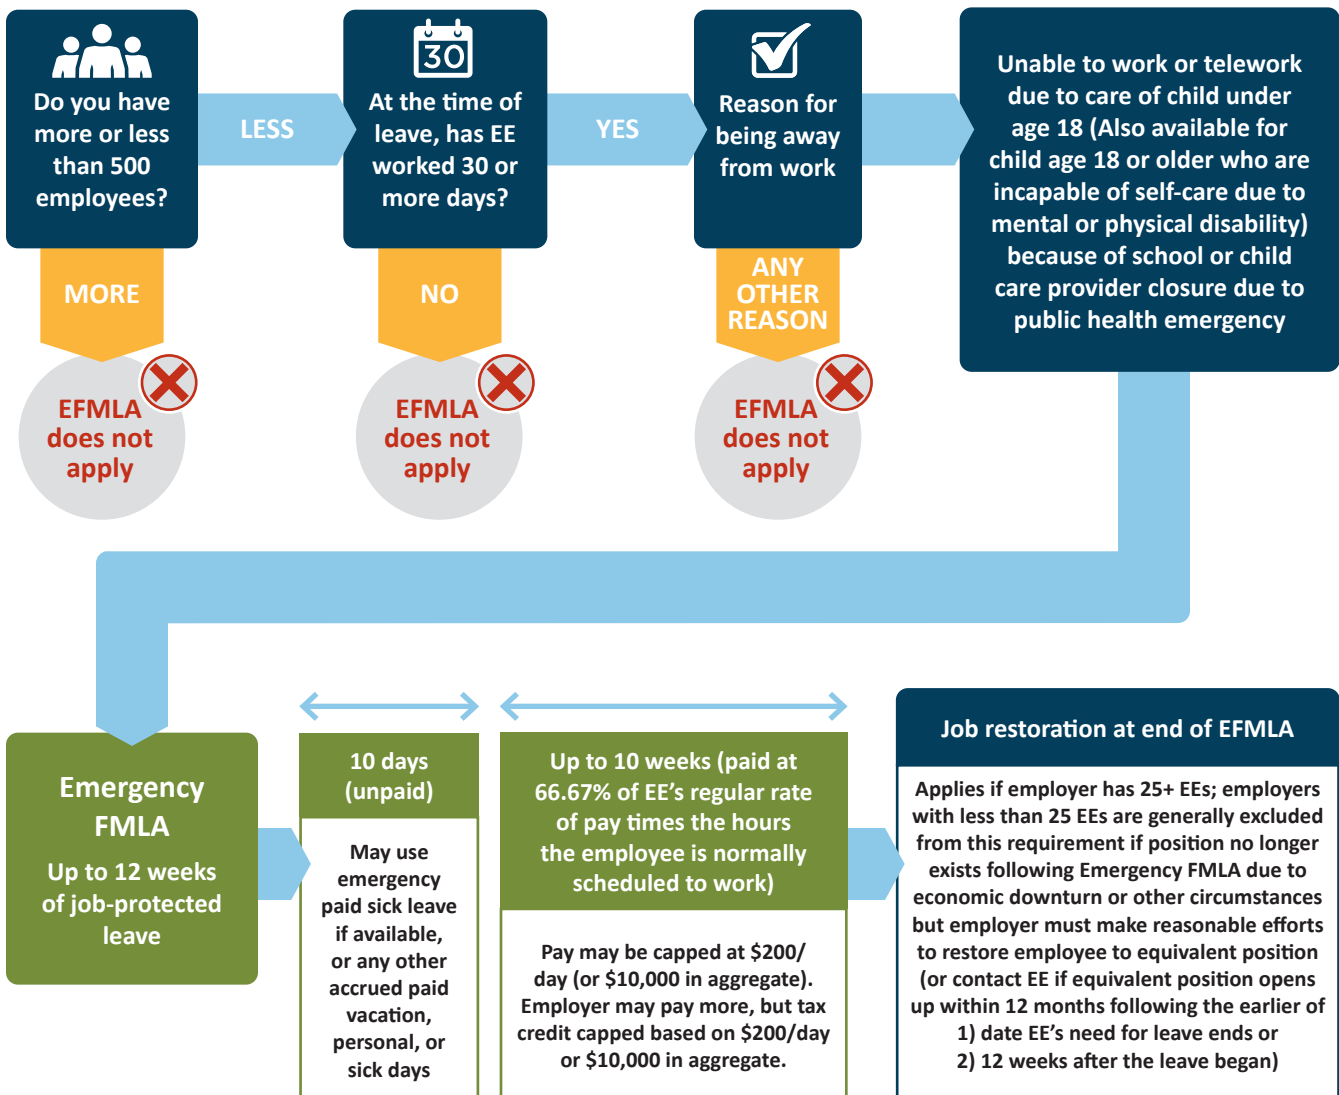 Do you have
more or less
than 500
employees?
LESS
30
At the time of
leave, has EE
worked 30 or
more days?
YES
Reason for
being away
from work
Unable to work or telework
due to care of child under
age 18 (Also available for
child age 18 or older who are
incapable of self-care due to
mental or physical disability)
because of school or child
care provider closure due to
public health emergency
MORE
NO
ANY
OTHER
REASON
EFMLA
does not
apply
EFMLA
does not
apply
EFMLA
does not
apply
Emergency
FMLA
Up to 12 weeks
of job-protected
leave
10 days
(unpaid)
May use
emergency
paid sick leave
if available,
or any other
accrued paid
vacation,
personal, or
sick days
Up to 10 weeks (paid at
66.67% of EE’s regular rate
of pay times the hours
the employee is normally
scheduled to work)
Pay may be capped at $200/
day (or $10,000 in aggregate).
Employer may pay more, but tax
credit capped based on $200/day
or $10,000 in aggregate.
Job restoration at end of EFMLA
Applies if employer has 25+ EEs; employers
with less than 25 EEs are generally excluded
from this requirement if position no longer
exists following Emergency FMLA due to
economic downturn or other circumstances
but employer must make reasonable efforts
to restore employee to equivalent position
(or contact EE if equivalent position opens
up within 12 months following the earlier of
1) date EE’s need for leave ends or
2) 12 weeks after the leave began)